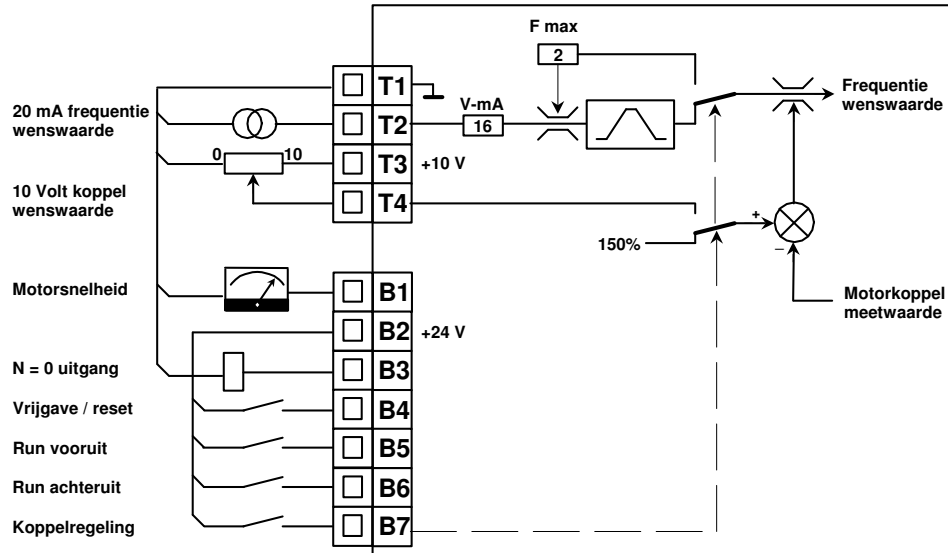 F max
2
V-mA
16
Frequentie
wenswaarde
T1
20 mA frequentie
wenswaarde
T2
0 10
T3 +10 V
10 Volt koppel
wenswaarde
T4
150%
+
–
Motorkoppel
meetwaarde
Motorsnelheid
B1
B2 +24 V
N = 0 uitgang
B3
Vrijgave / reset
B4
Run vooruit
B5
Run achteruit
B6
Koppelregeling
B7